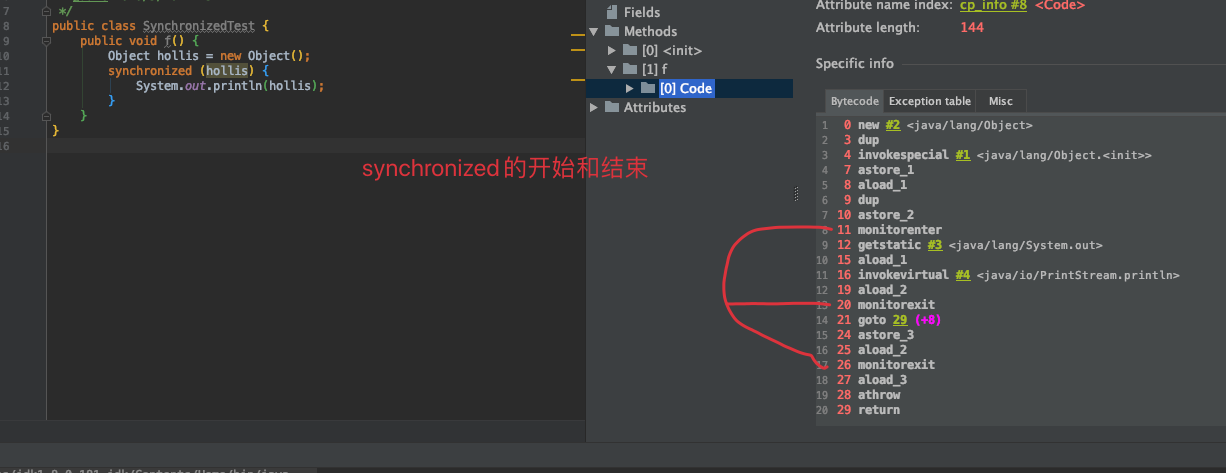 7 */
8 public class SynchronizedTest {
9 public void f() {
10 Object hollis = new Object();
11 synchronized (hollis) {
12 System.out.println(hollis);
13 }
14 }
15 }
16
synchronized的开始和结束
Fields
Methods
[0] <init>
[1] f
[0] Code
Attributes
Attribute name index: cp_info #8 <Code>
Attribute length: 144
Specific info
Bytecode Exception table Misc
1 0 new #2 <java/lang/Object>
2 3 dup
3 4 invokespecial #1 <java/lang/Object.<init>>
4 7 astore_1
5 8 aload_1
6 9 dup
7 10 astore_2
8 11 monitorenter
9 12 getstatic #3 <java/lang/System.out>
10 15 aload_1
11 16 invokevirtual #4 <java/io/PrintStream.println>
12 19 aload_2
13 20 monitorexit
14 21 goto 29 (+8)
15 24 astore_3
16 25 aload_2
17 26 monitorexit
18 27 aload_3
19 28 athrow
20 29 return